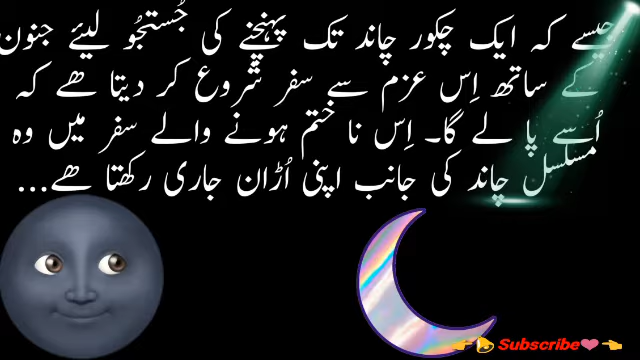 جیسے کہ ایک چکور چاند تک پہنچنے کی جُستجُو لیئے جنون
کے ساتھ اِس عزم سے سفر شروع کر دیتا ھے کہ
اُسے پا لے گا۔ اِس نا ختم ہونے والے سفر میں وہ
مسلسل چاند کی جانب اپنی اُڑان جاری رکھتا ھے...
👉🔔 Subscribe❤👈